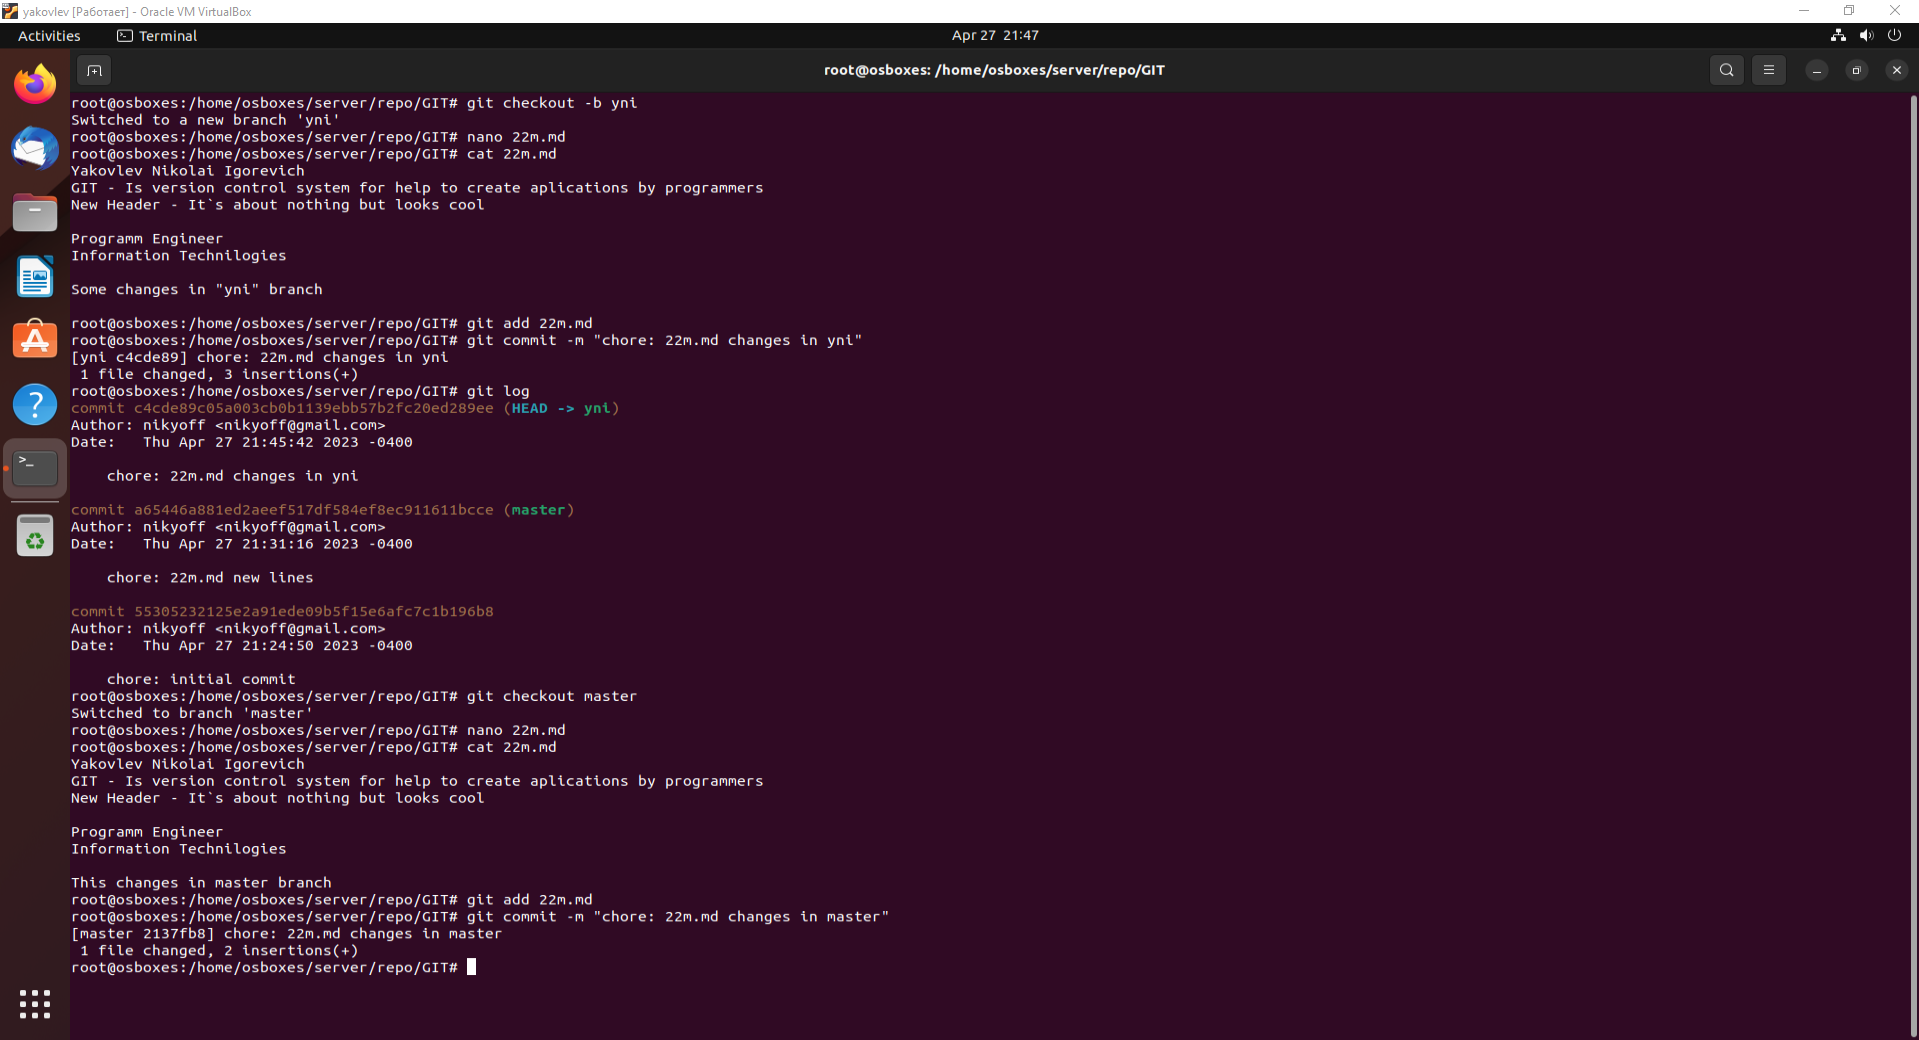 yakovlev [Работает] - Oracle VM VirtualBox
Activities
Terminal
Apr 27 21:47
root@osboxes: /home/osboxes/server/repo/GIT
root@osboxes:/home/osboxes/server/repo/GIT# git checkout -b yni
Switched to a new branch 'yni'
root@osboxes:/home/osboxes/server/repo/GIT# nano 22m.md
root@osboxes:/home/osboxes/server/repo/GIT# cat 22m.md
Yakovlev Nikolai Igorevich
GIT - Is version control system for help to create aplications by programmers
New Header - It`s about nothing but looks cool
Programm Engineer
Information Technilogies
Some changes in "yni" branch
root@osboxes:/home/osboxes/server/repo/GIT# git add 22m.md
root@osboxes:/home/osboxes/server/repo/GIT# git commit -m "chore: 22m.md changes in yni"
[yni c4cde89] chore: 22m.md changes in yni
 1 file changed, 3 insertions(+)
root@osboxes:/home/osboxes/server/repo/GIT# git log
commit c4cde89c05a003cb0b1139ebb57b2fc20ed289ee (HEAD -> yni)
Author: nikyoff <nikyoff@gmail.com>
Date:   Thu Apr 27 21:45:42 2023 -0400
    chore: 22m.md changes in yni
commit a65446a881ed2aeef517df584ef8ec911611bcce (master)
Author: nikyoff <nikyoff@gmail.com>
Date:   Thu Apr 27 21:31:16 2023 -0400
    chore: 22m.md new lines
commit 55305232125e2a91ede09b5f15e6afc7c1b196b8
Author: nikyoff <nikyoff@gmail.com>
Date:   Thu Apr 27 21:24:50 2023 -0400
    chore: initial commit
root@osboxes:/home/osboxes/server/repo/GIT# git checkout master
Switched to branch 'master'
root@osboxes:/home/osboxes/server/repo/GIT# nano 22m.md
root@osboxes:/home/osboxes/server/repo/GIT# cat 22m.md
Yakovlev Nikolai Igorevich
GIT - Is version control system for help to create aplications by programmers
New Header - It`s about nothing but looks cool
Programm Engineer
Information Technilogies
This changes in master branch
root@osboxes:/home/osboxes/server/repo/GIT# git add 22m.md
root@osboxes:/home/osboxes/server/repo/GIT# git commit -m "chore: 22m.md changes in master"
[master 2137fb8] chore: 22m.md changes in master
 1 file changed, 2 insertions(+)
root@osboxes:/home/osboxes/server/repo/GIT#